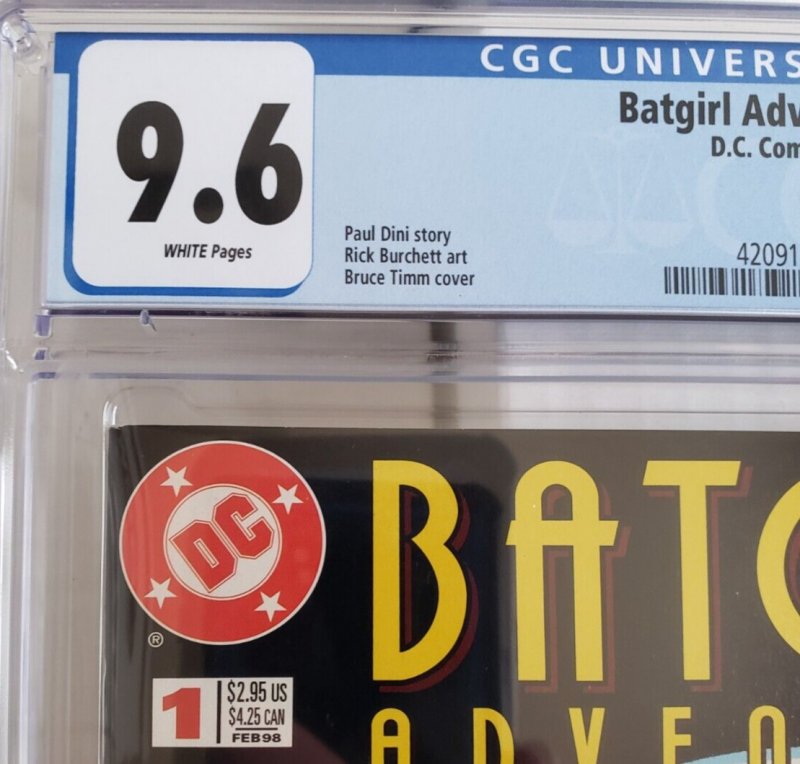 CGC UNIVERS
9.6
WHITE Pages
Batgirl Adv
D.C. Com
Paul Dini story
Rick Burchett art
Bruce Timm cover
42091
DC
®
BATG
1
$2.95 US
$4.25 CAN
FEB98
ADVEN